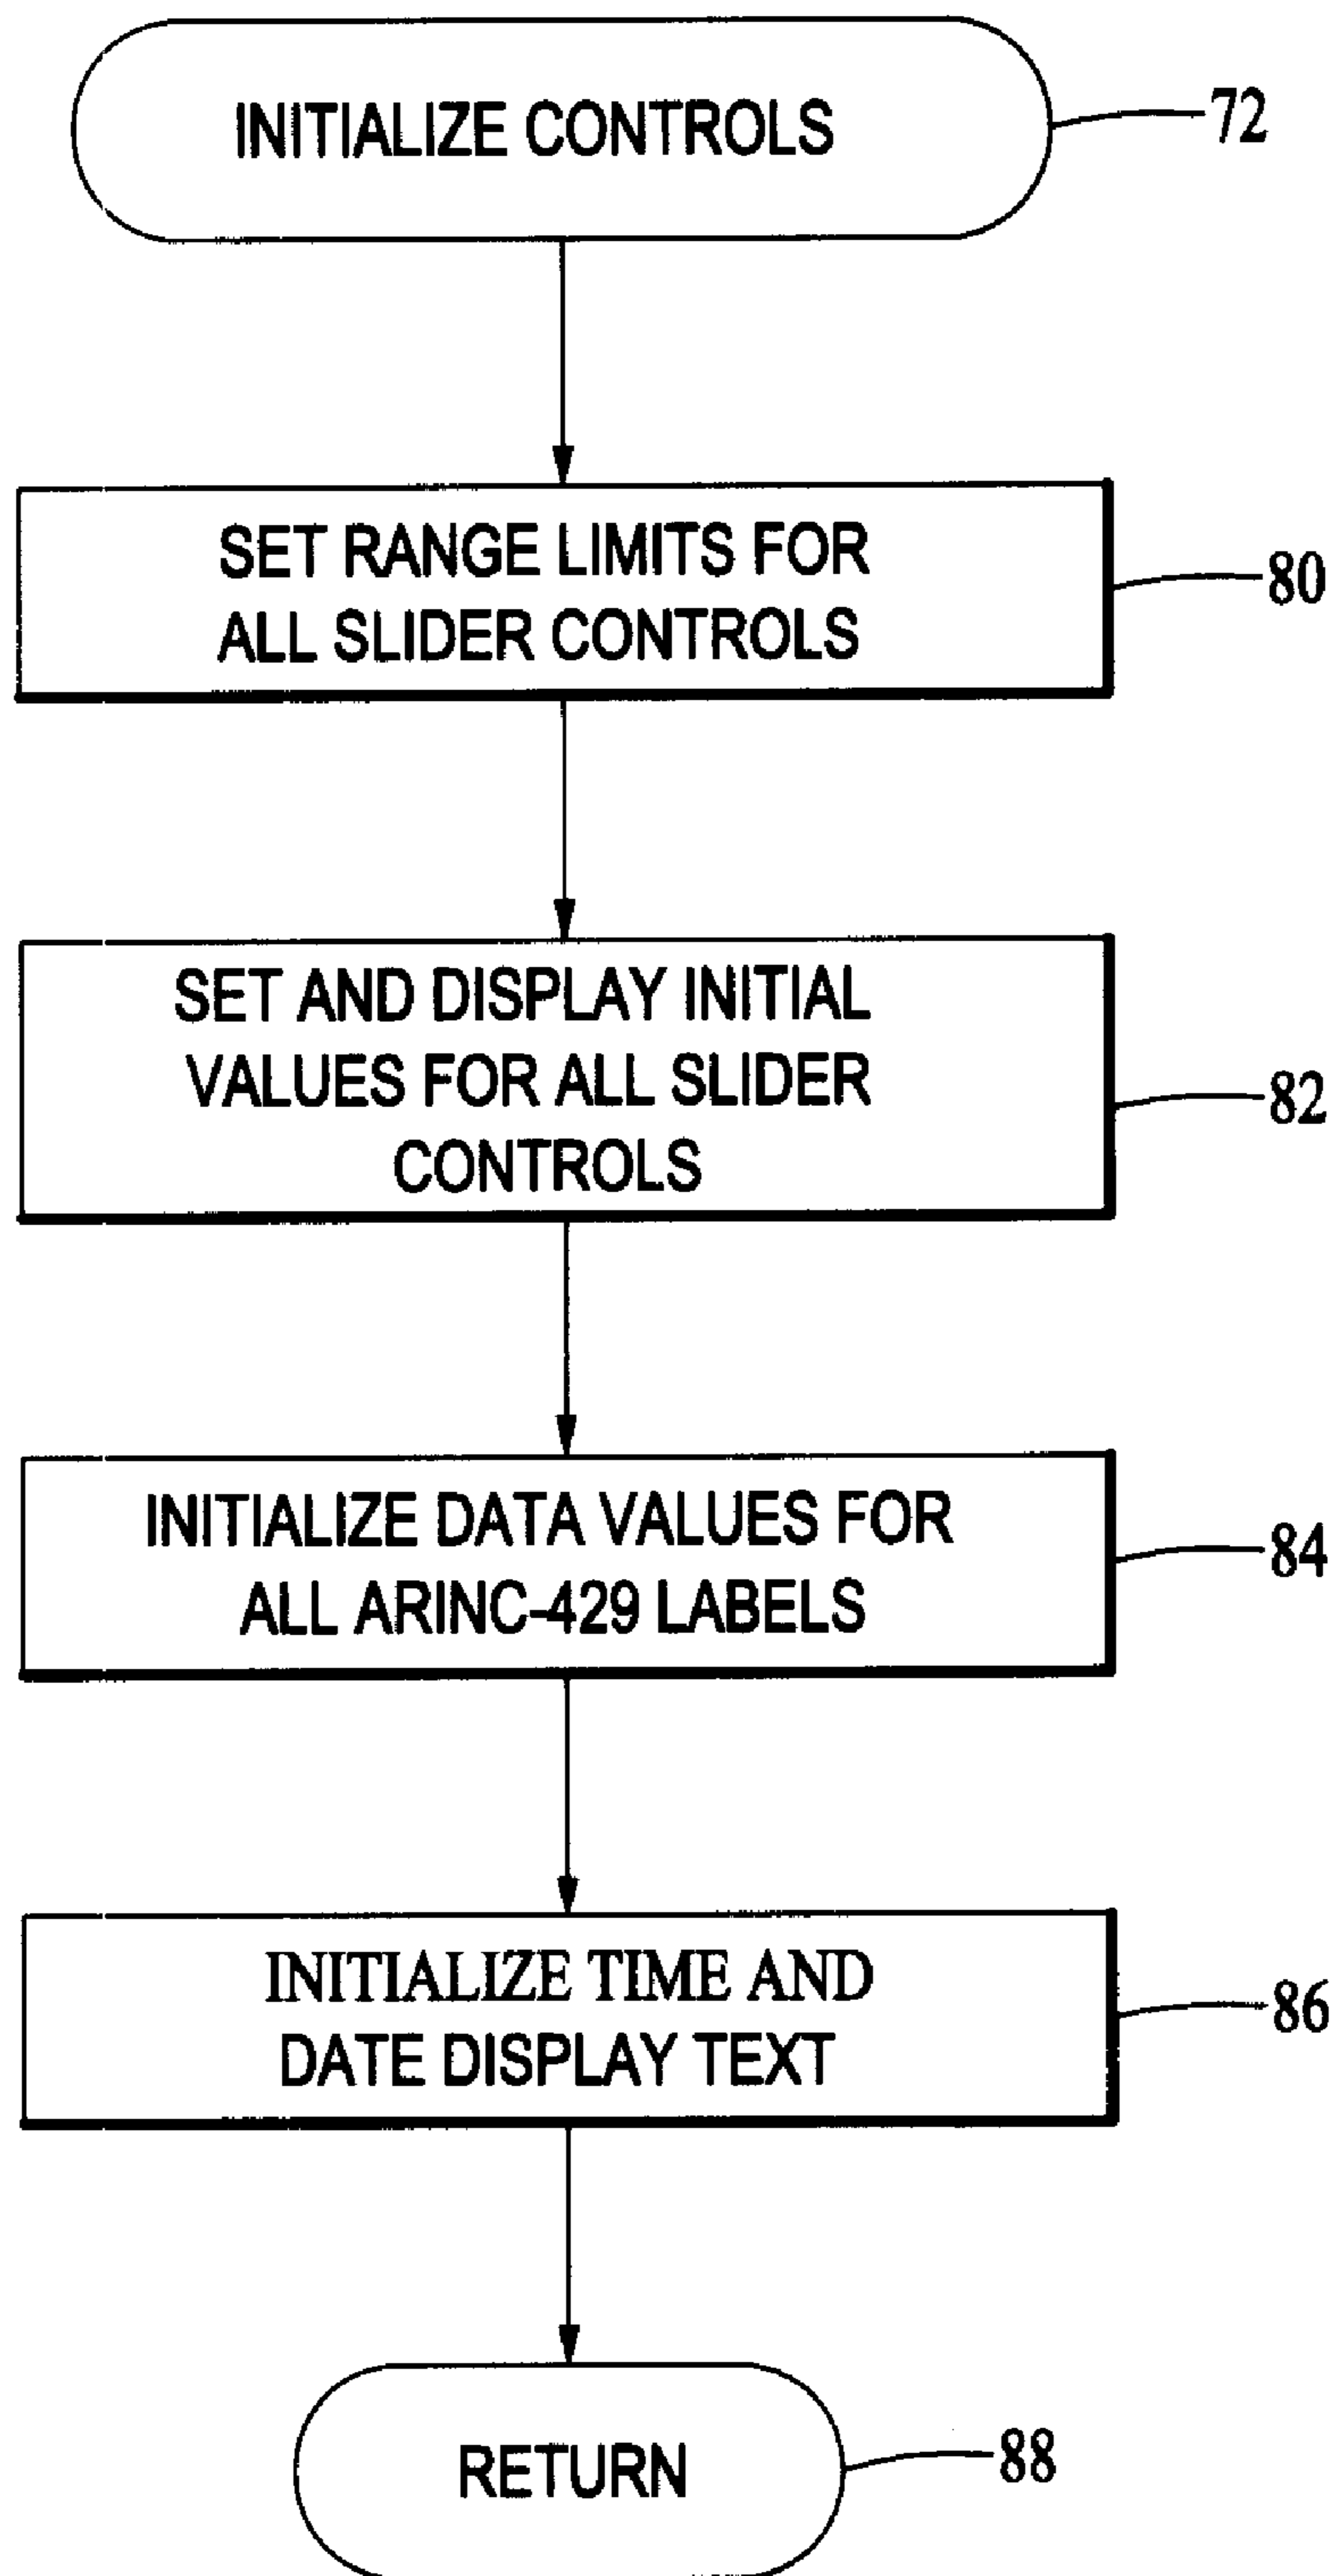 INITIALIZE CONTROLS
72
SET RANGE LIMITS FOR
ALL SLIDER CONTROLS
80
SET AND DISPLAY INITIAL
VALUES FOR ALL SLIDER
CONTROLS
82
INITIALIZE DATA VALUES FOR
ALL ARINC-429 LABELS
84
INITIALIZE TIME AND
DATE DISPLAY TEXT
86
RETURN
88